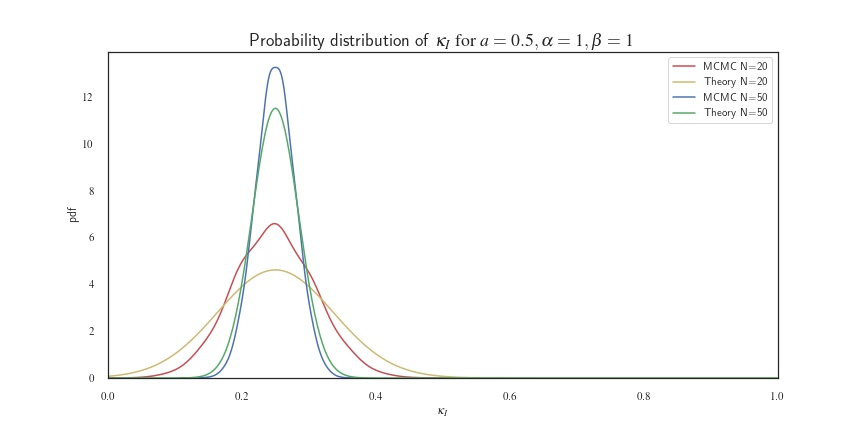 Probability distribution of κ_I for a = 0.5, α = 1, β = 1
MCMC N=20
Theory N=20
MCMC N=50
Theory N=50
12
10
8
6
4
2
0
pdf
0.0 0.2 0.4 0.6 0.8 1.0
κ_I